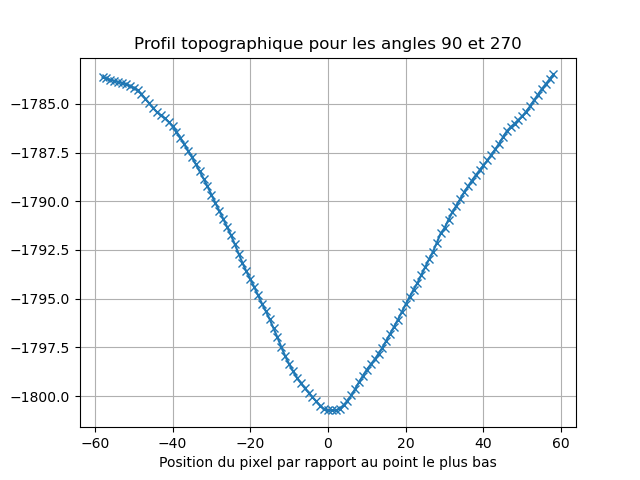 Profil topographique pour les angles 90 et 270
−1785.0
−1787.5
−1790.0
−1792.5
−1795.0
−1797.5
−1800.0
−60 −40 −20 0 20 40 60
Position du pixel par rapport au point le plus bas